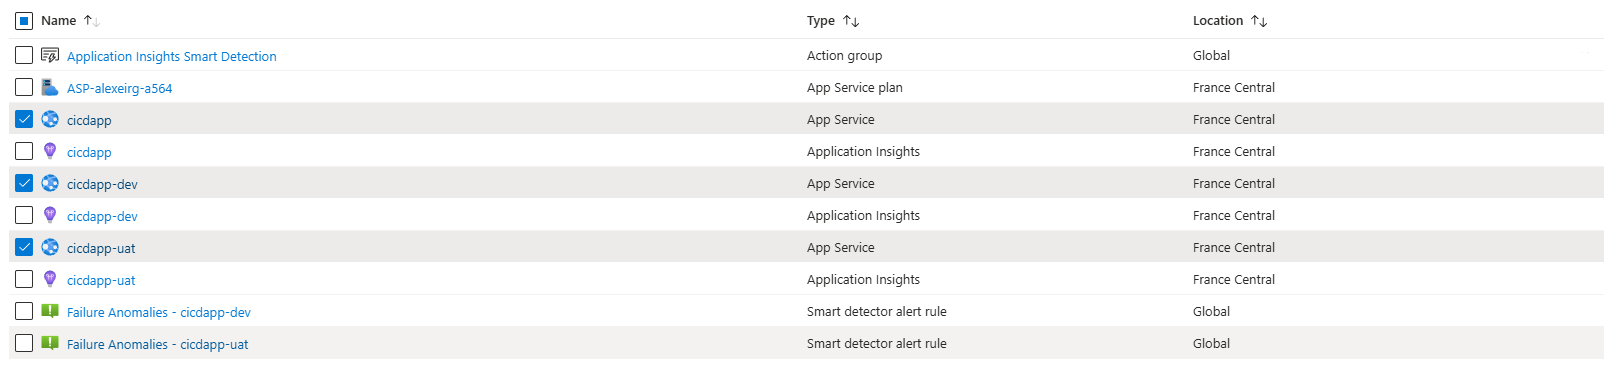 Name Type Location
Application Insights Smart Detection Action group Global
ASP-alexeirg-a564 App Service plan France Central
cicdapp App Service France Central
cicdapp Application Insights France Central
cicdapp-dev App Service France Central
cicdapp-dev Application Insights France Central
cicdapp-uat App Service France Central
cicdapp-uat Application Insights France Central
Failure Anomalies - cicdapp-dev Smart detector alert rule Global
Failure Anomalies - cicdapp-uat Smart detector alert rule Global